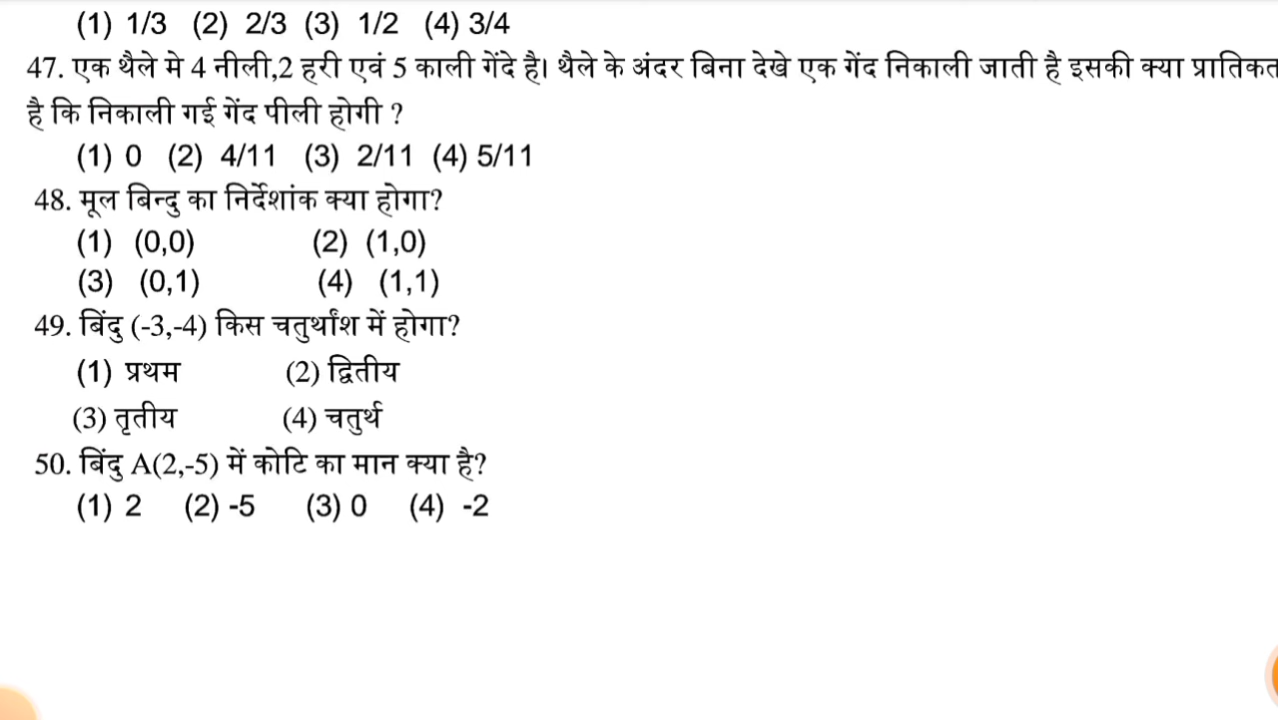 (1) 1/3 (2) 2/3 (3) 1/2 (4) 3/4
47. एक थैले मे 4 नीली,2 हरी एवं 5 काली गेंदे है। थैले के अंदर बिना देखे एक गेंद निकाली जाती है इसकी क्या
है कि निकाली गई गेंद पीली होगी ?
(1) 0 (2) 4/11 (3) 2/11 (4) 5/11
48. मूल बिन्दु का निर्देशांक क्या होगा?
(1) (0,0) (2) (1,0)
(3) (0,1) (4) (1,1)
49. बिंदु (-3,-4) किस चतुर्थांश में होगा?
(1) प्रथम (2) द्वितीय
(3) तृतीय (4) चतुर्थ
50. बिंदु A(2,-5) में कोटि का मान क्या है?
(1) 2 (2) -5 (3) 0 (4) -2